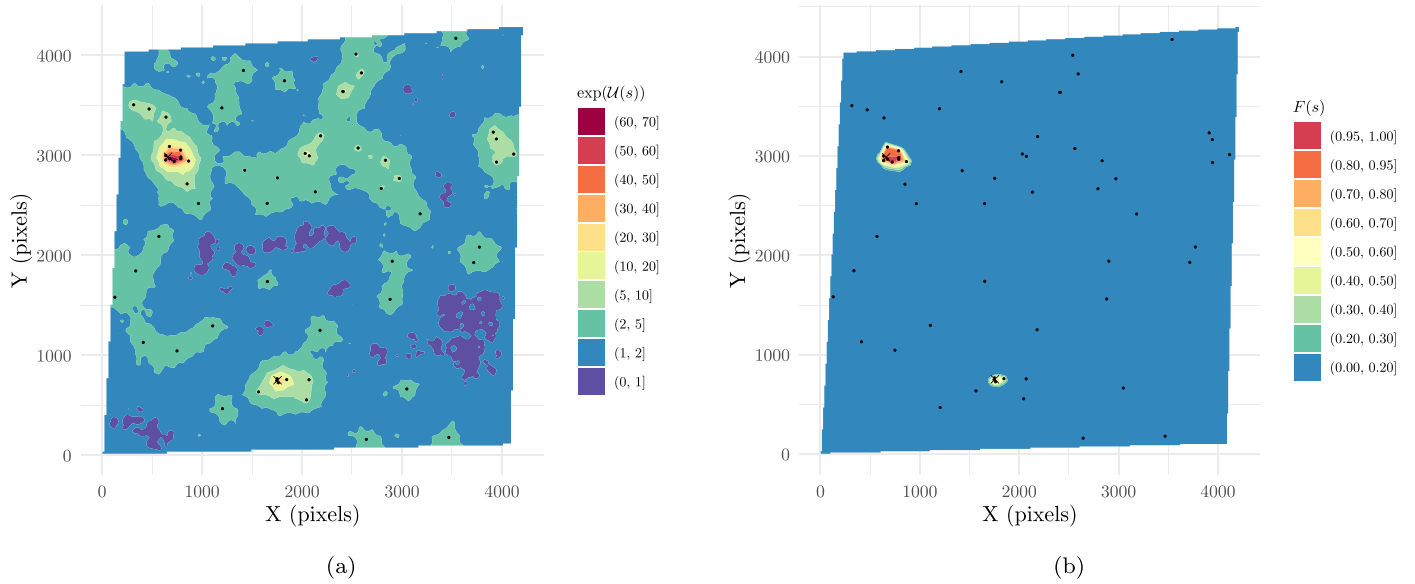 exp(𝒰(s))
(60, 70]
(50, 60]
(40, 50]
(30, 40]
(20, 30]
(10, 20]
(5, 10]
(2, 5]
(1, 2]
(0, 1]
4000
3000
2000
1000
0
Y (pixels)
0 1000 2000 3000 4000
X (pixels)
(a)
F(s)
(0.95, 1.00]
(0.80, 0.95]
(0.70, 0.80]
(0.60, 0.70]
(0.50, 0.60]
(0.40, 0.50]
(0.30, 0.40]
(0.20, 0.30]
(0.00, 0.20]
4000
3000
2000
1000
0
Y (pixels)
0 1000 2000 3000 4000
X (pixels)
(b)